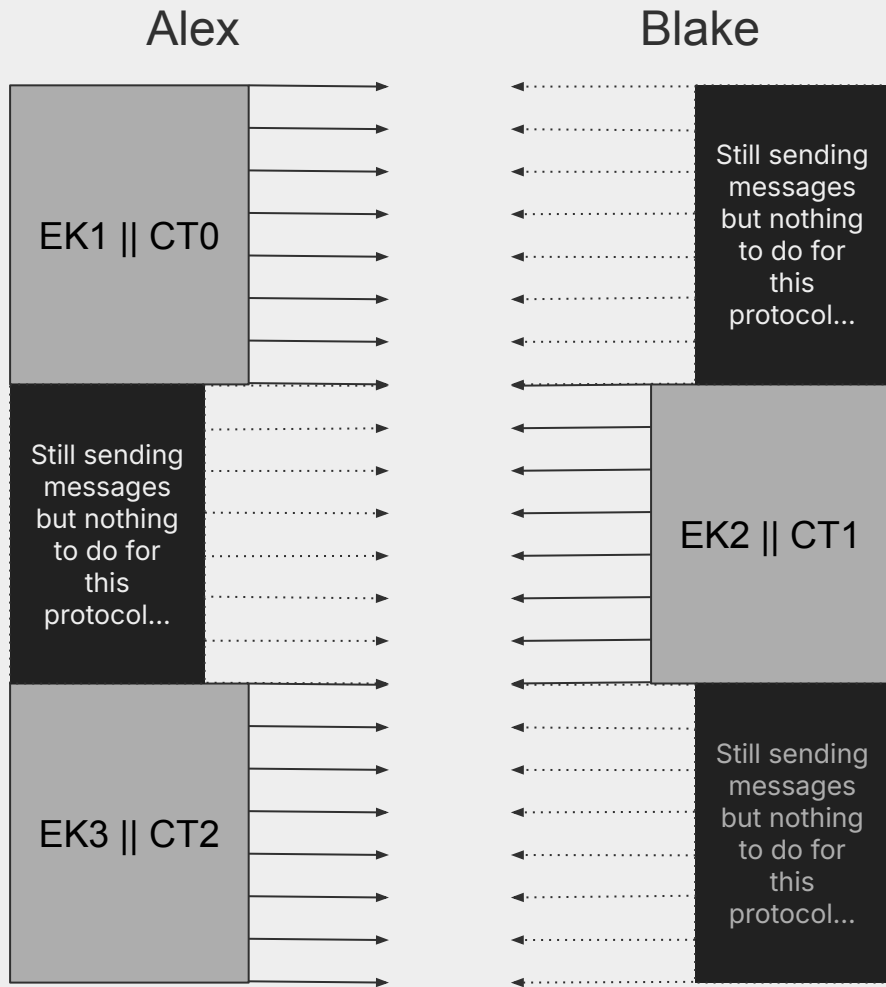 Alex
Blake
EK1 || CT0
Still sending
messages
but nothing
to do for
this
protocol...
Still sending
messages
but nothing
to do for
this
protocol...
EK2 || CT1
EK3 || CT2
Still sending
messages
but nothing
to do for
this
protocol...